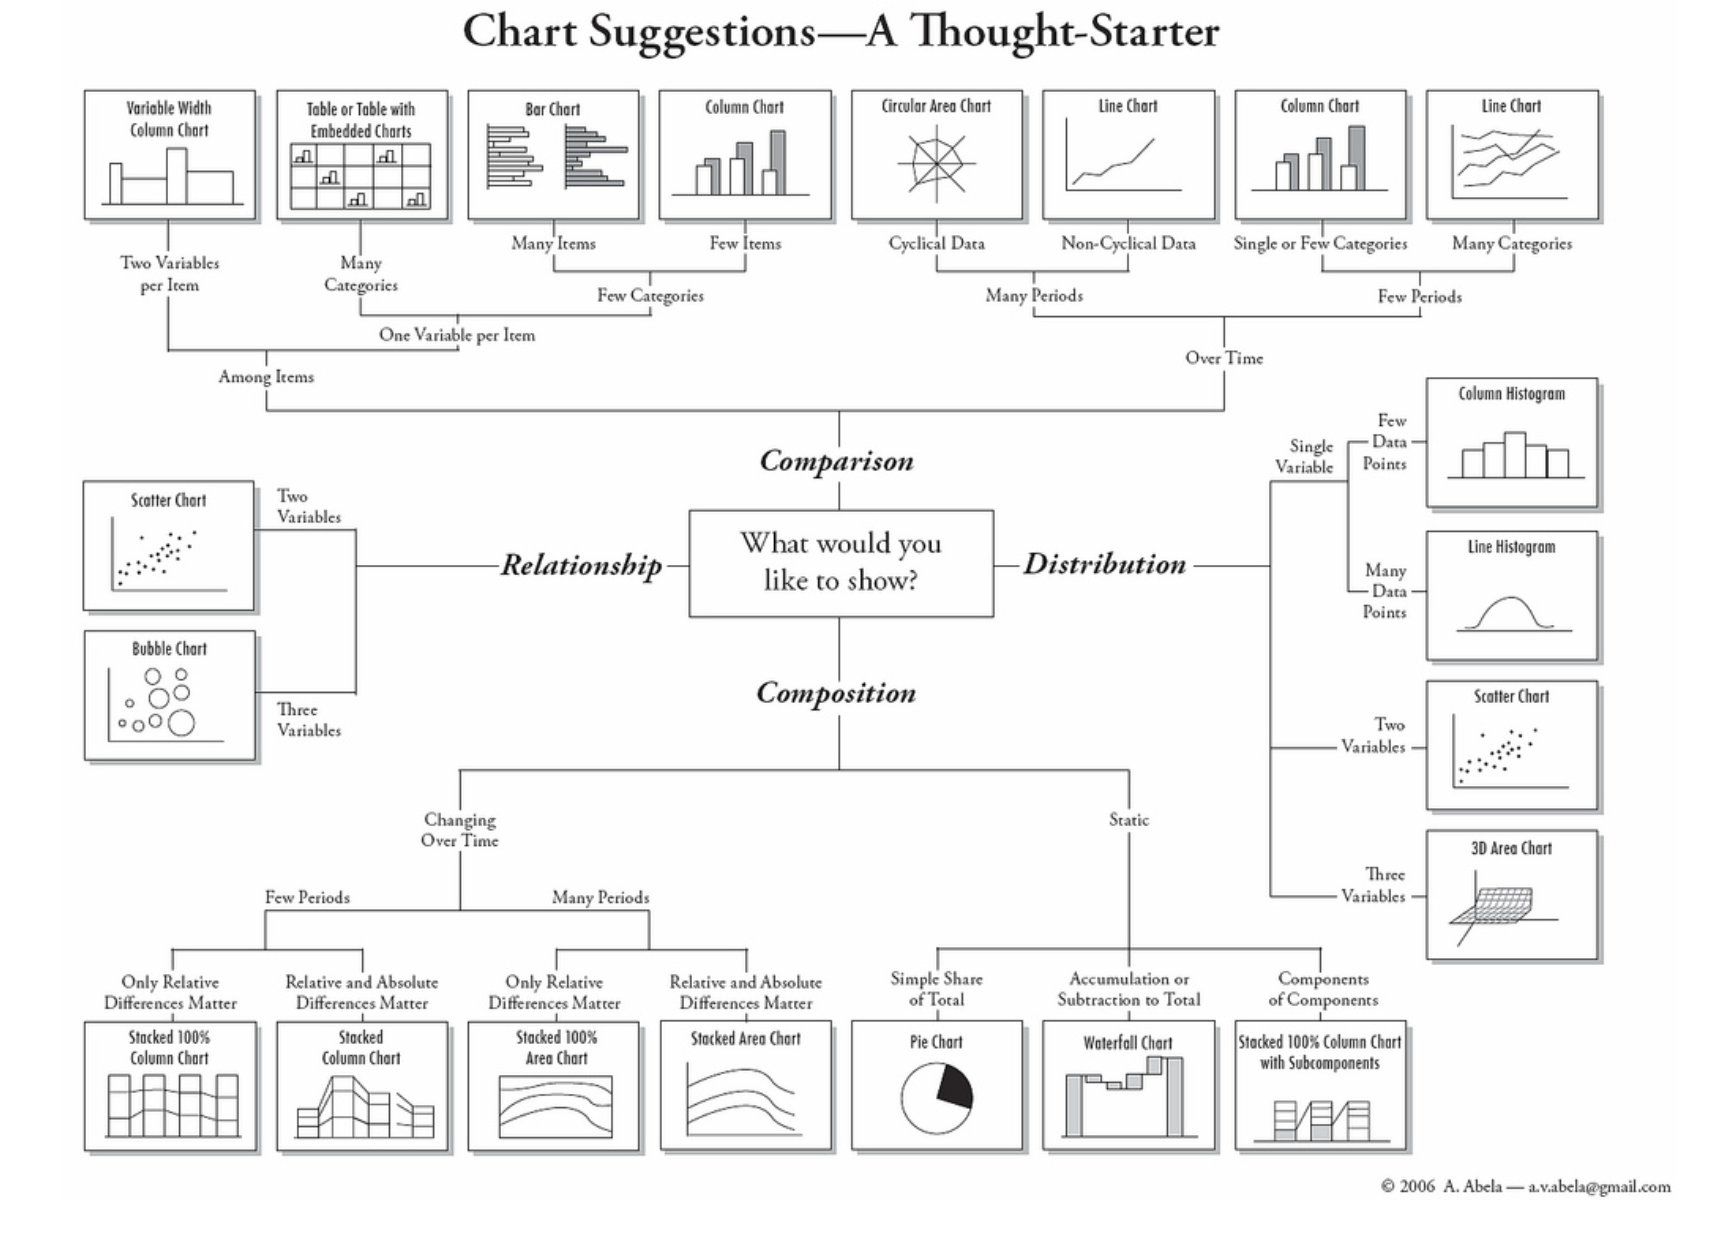 Chart Suggestions—A Thought-Starter
Variable Width
Column Chart
Table or Table with
Embedded Charts
Bar Chart
Column Chart
Circular Area Chart
Line Chart
Column Chart
Line Chart
Two Variables
per Item
Many
Categories
Many Items
Few Items
Cyclical Data
Non-Cyclical Data
Single or Few Categories
Many Categories
Few Categories
Many Periods
Few Periods
One Variable per Item
Among Items
Over Time
Comparison
What would you
like to show?
Relationship
Two
Variables
Scatter Chart
Bubble Chart
Three
Variables
Distribution
Single
Variable
Few
Data
Points
Column Histogram
Many
Data
Points
Line Histogram
Two
Variables
Scatter Chart
Three
Variables
3D Area Chart
Composition
Changing
Over Time
Static
Few Periods
Many Periods
Only Relative
Differences Matter
Relative and Absolute
Differences Matter
Only Relative
Differences Matter
Relative and Absolute
Differences Matter
Simple Share
of Total
Accumulation or
Subtraction to Total
Components
of Components
Stacked 100%
Column Chart
Stacked
Column Chart
Stacked 100%
Area Chart
Stacked Area Chart
Pie Chart
Waterfall Chart
Stacked 100% Column Chart
with Subcomponents
© 2006 A. Abela — a.v.abela@gmail.com